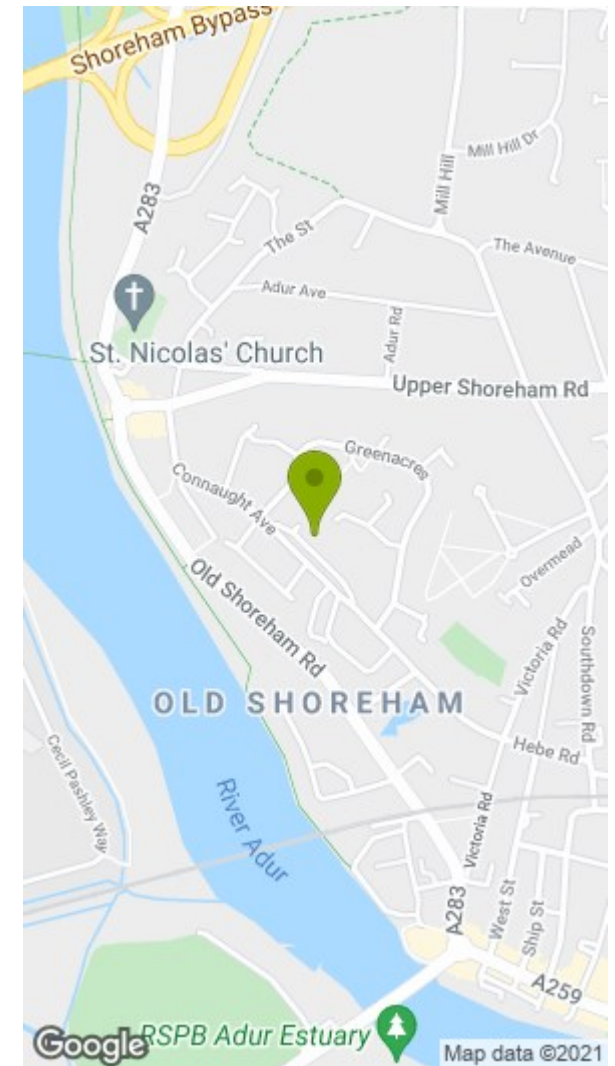 Shoreham Bypass
A283
Mill Hill Dr
Mill Hill
The St
The Avenue
Adur Ave
Adur Rd
St. Nicolas' Church
Upper Shoreham Rd
Greenacres
Connaught Ave
Old Shoreham Rd
Overmead
Victoria Rd
Southdown Rd
OLD SHOREHAM
Hebe Rd
Cecil Pashley Way
River Adur
Victoria Rd
A283
West St
Ship St
A259
RSPB Adur Estuary
Google
Map data ©2021